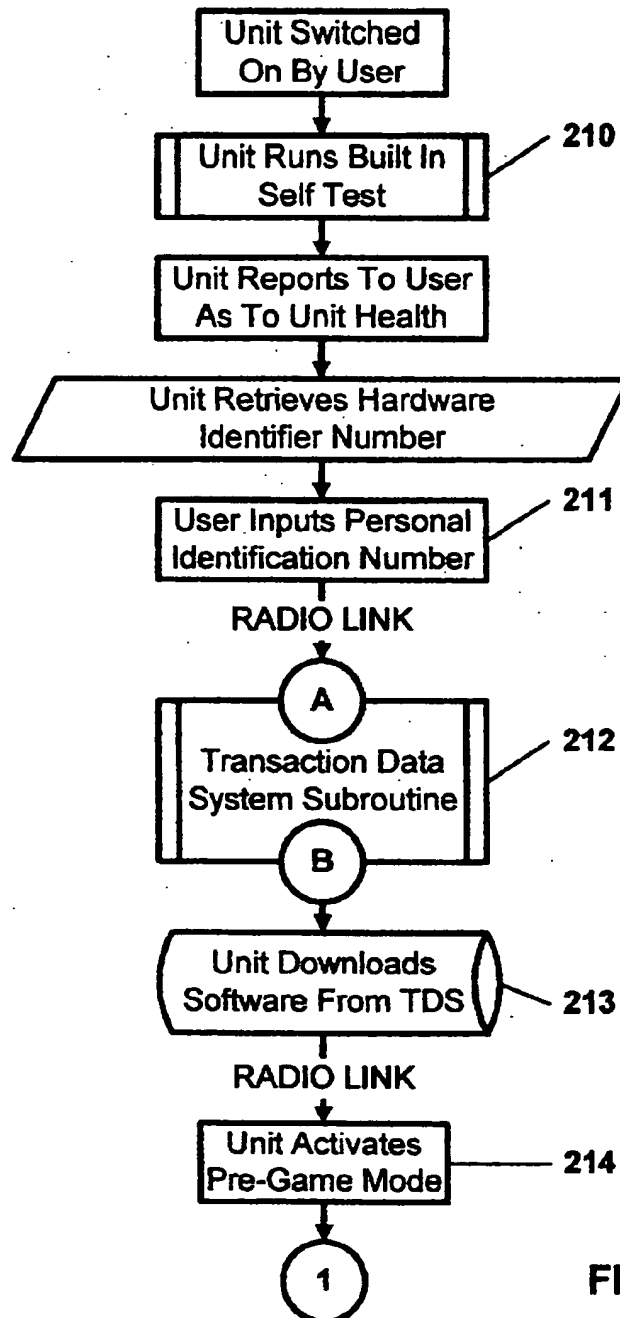 Unit Switched
On By User
210
Unit Runs Built In
Self Test
Unit Reports To User
As To Unit Health
Unit Retrieves Hardware
Identifier Number
211
User Inputs Personal
Identification Number
RADIO LINK
A
212
Transaction Data
System Subroutine
B
Unit Downloads
Software From TDS
213
RADIO LINK
Unit Activates
Pre-Game Mode
214
1